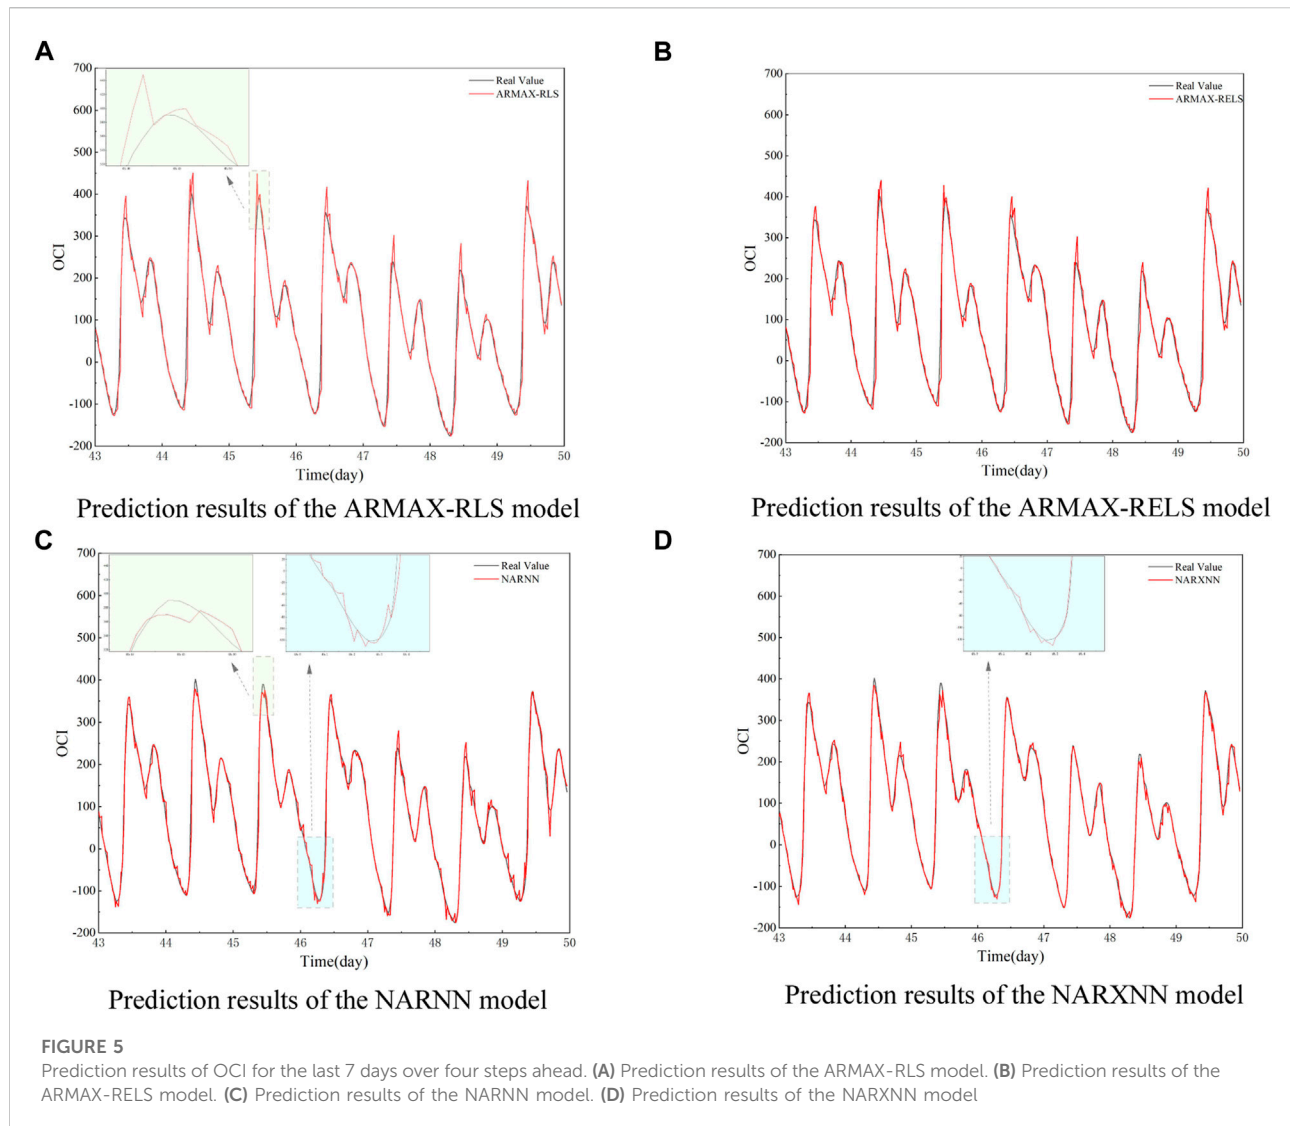 A
700
600
500
400
300
200
100
0
-100
-200
OCI
Real Value
ARMAX-RLS
43
44
45
46
47
48
49
50
Time(day)
Prediction results of the ARMAX-RLS model
B
700
600
500
400
300
200
100
0
-100
-200
OCI
Real Value
ARMAX-RELS
43
44
45
46
47
48
49
50
Time(day)
Prediction results of the ARMAX-RELS model
C
700
600
500
400
300
200
100
0
-100
-200
OCI
Real Value
NARNN
43
44
45
46
47
48
49
50
Time(day)
Prediction results of the NARNN model
D
700
600
500
400
300
200
100
0
-100
-200
OCI
Real Value
NARXNN
43
44
45
46
47
48
49
50
Time(day)
Prediction results of the NARXNN model
FIGURE 5
Prediction results of OCI for the last 7 days over four steps ahead. (A) Prediction results of the ARMAX-RLS model. (B) Prediction results of the
ARMAX-RELS model. (C) Prediction results of the NARNN model. (D) Prediction results of the NARXNN model